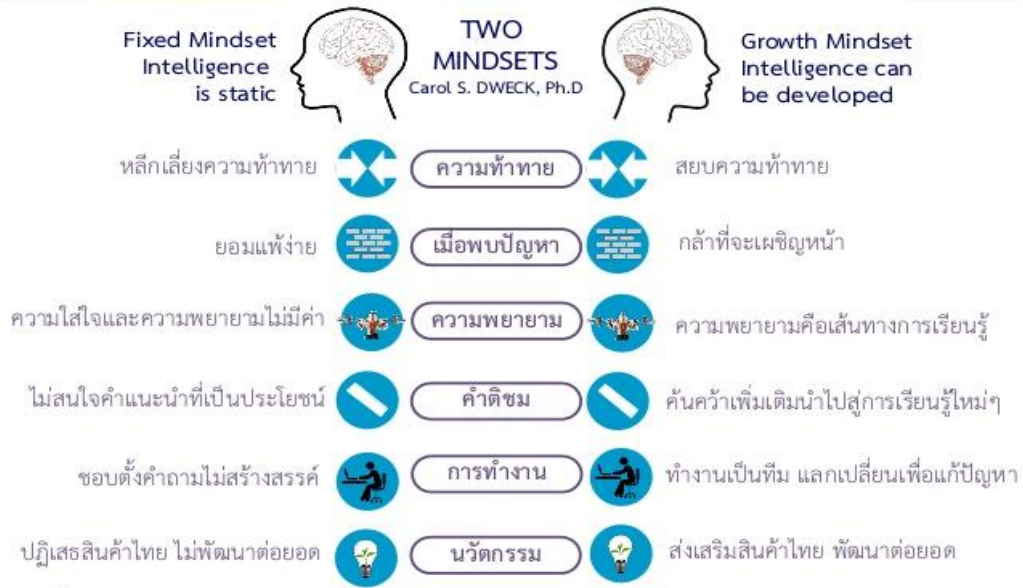 Fixed Mindset
Intelligence
is static
TWO
MINDSETS
Carol S. DWECK, Ph.D
Growth Mindset
Intelligence can
be developed
หลีกเลี่ยงความท้าทาย
ความท้าทาย
สยบความท้าทาย
ยอมแพ้ง่าย
เมื่อพบปัญหา
กล้าที่จะเผชิญหน้า
ความใส่ใจและความพยายามไม่มีค่า
ความพยายาม
ความพยายามคือเส้นทางการเรียนรู้
ไม่สนใจคำแนะนำที่เป็นประโยชน์
คำติชม
ค้นคว้าเพิ่มเติมนำไปสู่การเรียนรู้ใหม่ๆ
ชอบตั้งคำถามไม่สร้างสรรค์
การทำงาน
ทำงานเป็นทีม แลกเปลี่ยนเพื่อแก้ปัญหา
ปฏิเสธสินค้าไทย ไม่พัฒนาต่อยอด
นวัตกรรม
ส่งเสริมสินค้าไทย พัฒนาต่อยอด